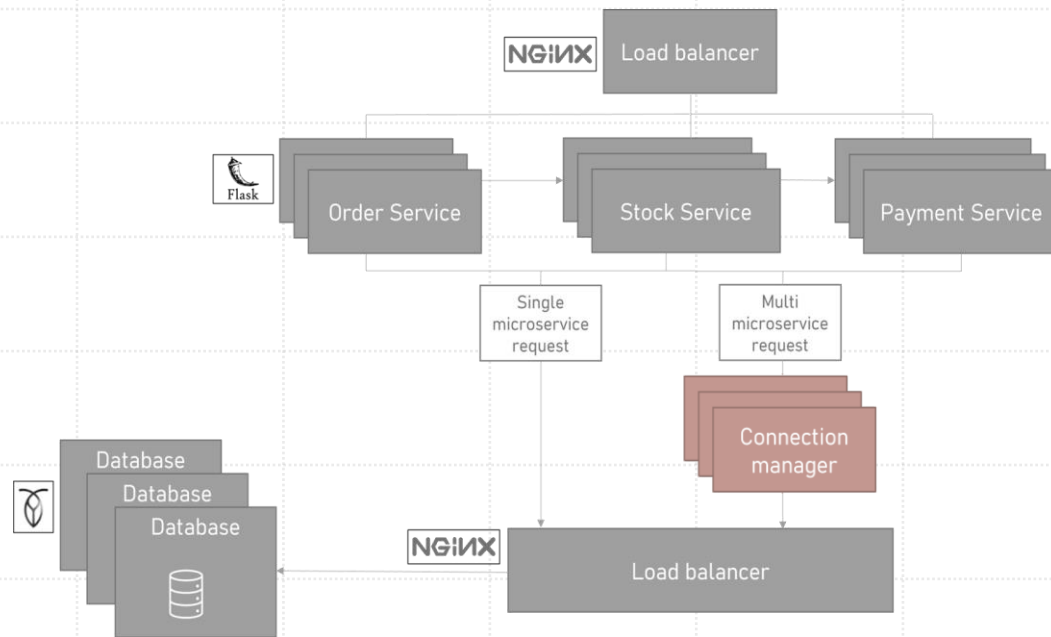 NGINX
Load balancer
Flask
Order Service
Stock Service
Payment Service
Single
microservice
request
Multi
microservice
request
Connection
manager
Database
Database
Database
NGINX
Load balancer